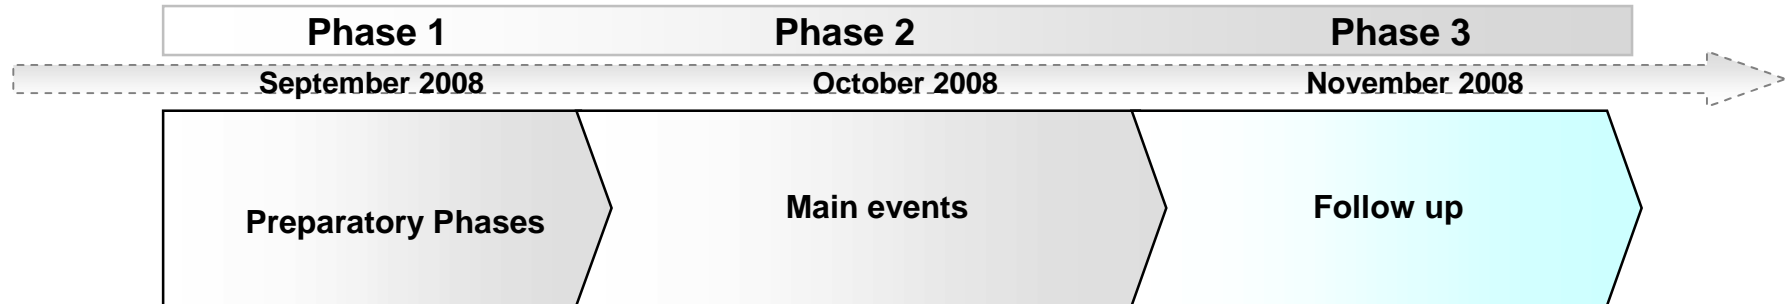 Phase 1 Phase 2 Phase 3
September 2008 October 2008 November 2008
Preparatory Phases Main events Follow up